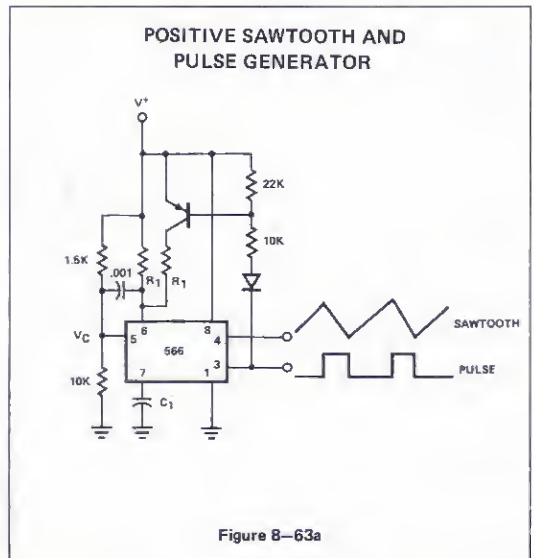 POSITIVE SAWTOOTH AND
PULSE GENERATOR
V+
22K
10K
1.5K
.001
R1
R1
6
8
VC
5
566
4
SAWTOOTH
3
PULSE
7
1
10K
C1
Figure 8–63a